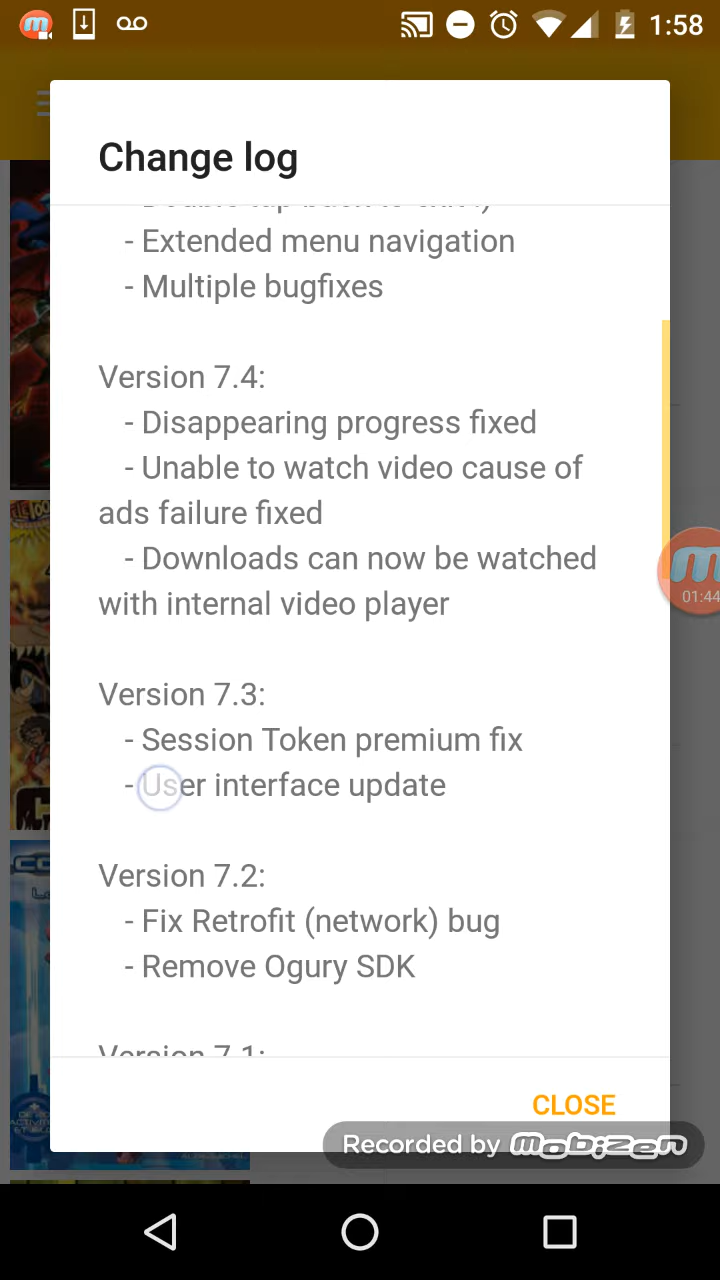 1:58
Change log
- Extended menu navigation
- Multiple bugfixes
Version 7.4:
- Disappearing progress fixed
- Unable to watch video cause of
ads failure fixed
- Downloads can now be watched
with internal video player
01:44
Version 7.3:
- Session Token premium fix
- User interface update
Version 7.2:
- Fix Retrofit (network) bug
- Remove Ogury SDK
Version 7.1:
CLOSE
Recorded by mobizen